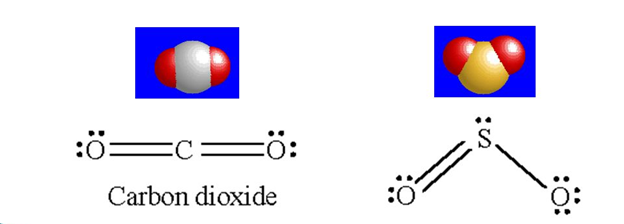 S
:O C O:
:O O:
Carbon dioxide